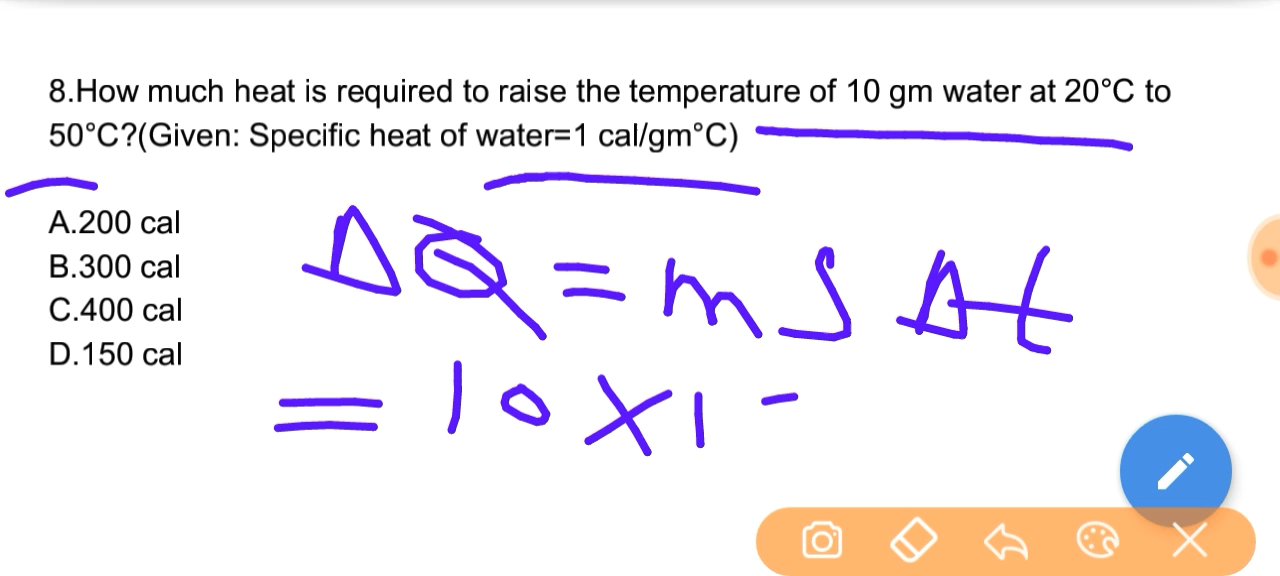 8.How much heat is required to raise the temperature of 10 gm water at 20°C to
50°C?(Given: Specific heat of water=1 cal/gm°C)
A.200 cal
B.300 cal
C.400 cal
D.150 cal
ΔQ = m S Δt
= 10 X 1 -